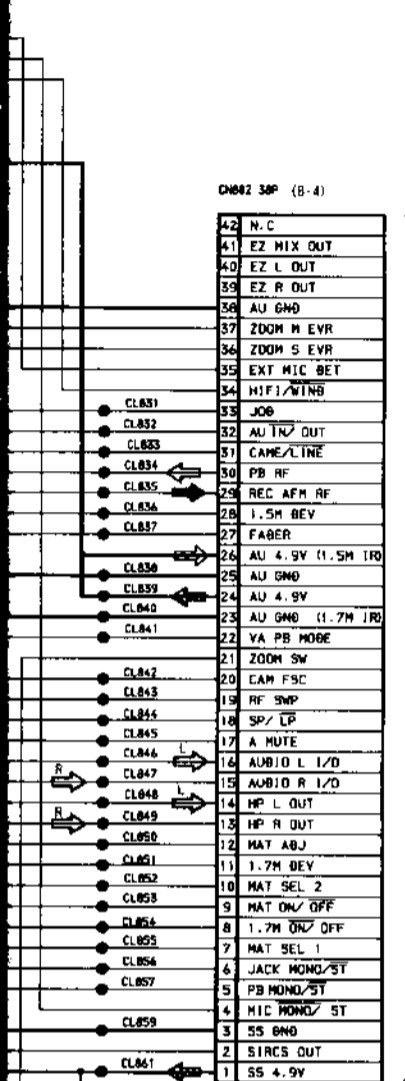 CN882 38P (B-4)
42 N.C
41 EZ MIX OUT
40 EZ L OUT
39 EZ R OUT
38 AU GND
37 ZOOM M EVR
36 ZOOM S EVR
35 EXT MIC DET
34 HIFI/WIND
CL831 33 JOG
CL832 32 AU IN/ OUT
CL833 31 CAME/LINE
CL834 30 PB RF
CL835 29 REC AFM RF
CL836 28 1.5M DEV
CL837 27 FADER
26 AU 4.9V (1.5M IR)
CL838 25 AU GND
CL839 24 AU 4.9V
CL840 23 AU GND (1.7M IR)
CL841 22 VA PB MODE
21 ZOOM SW
CL842 20 CAM FSC
CL843 19 RF SWP
CL844 18 SP/ LP
CL845 17 A MUTE
CL846 L 16 AUDIO L I/O
R CL847 15 AUDIO R I/O
CL848 L 14 HP L OUT
R CL849 13 HP R OUT
CL850 12 MAT ADJ
CL851 11 1.7M DEV
CL852 10 MAT SEL 2
CL853 9 MAT ON/ OFF
CL854 8 1.7M ON/ OFF
CL855 7 MAT SEL 1
CL856 6 JACK MONO/ST
CL857 5 PB MONO/ST
4 MIC MONO/ ST
CL859 3 SS GND
2 SIRCS OUT
CL861 1 SS 4.9V